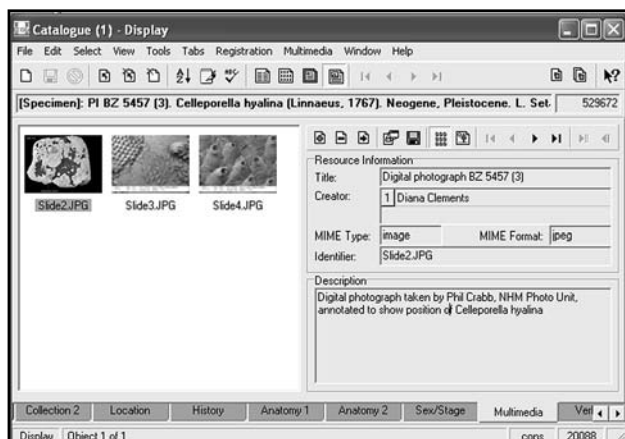 Catalogue (1) - Display
File Edit Select View Tools Tabs Registration Multimedia Window Help
[Specimen]: PI BZ 5457 (3). Celleporella hyalina (Linnaeus, 1767). Neogene, Pleistocene. L. Set. 529672
Resource Information
Title: Digital photograph BZ 5457 (3)
Creator: 1 Diana Clements
MIME Type: image MIME Format: jpeg
Identifier: Slide2.JPG
Slide2.JPG Slide3.JPG Slide4.JPG
Description
Digital photograph taken by Phil Crabb, NHM Photo Unit,
annotated to show position of Celleporella hyalina
Collection 2 Location History Anatomy 1 Anatomy 2 Sex/Stage Multimedia
Display Object 1 of 1 cons 20088